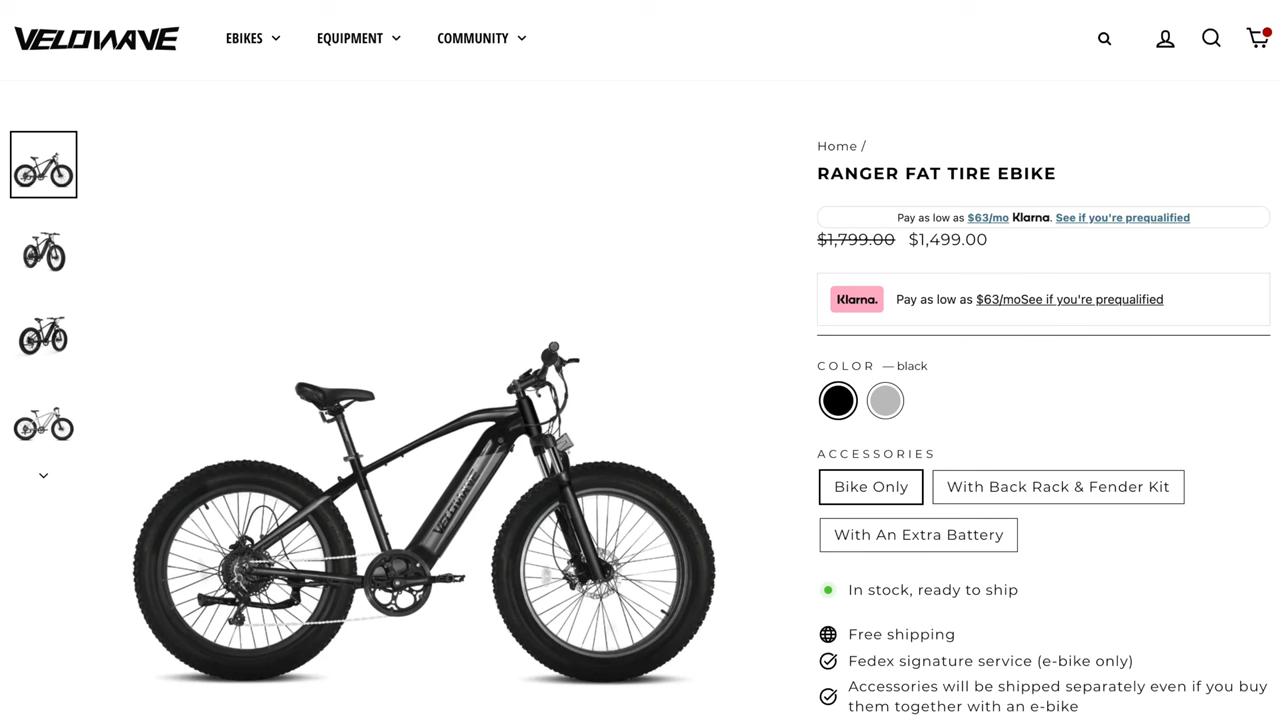 VELOWAVE
EBIKES
EQUIPMENT
COMMUNITY
Home /
RANGER FAT TIRE EBIKE
Pay as low as $63/mo Klarna. See if you're prequalified
$1,799.00 $1,499.00
Klarna. Pay as low as $63/moSee if you're prequalified
COLOR — black
ACCESSORIES
Bike Only
With Back Rack & Fender Kit
With An Extra Battery
In stock, ready to ship
Free shipping
Fedex signature service (e-bike only)
Accessories will be shipped separately even if you buy
them together with an e-bike
VELOWAVE